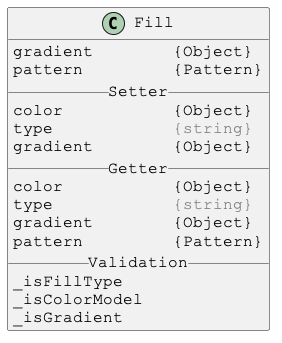 C Fill
gradient {Object}
pattern {Pattern}
Setter
color {Object}
type {string}
gradient {Object}
Getter
color {Object}
type {string}
gradient {Object}
pattern {Pattern}
Validation
_isFillType
_isColorModel
_isGradient